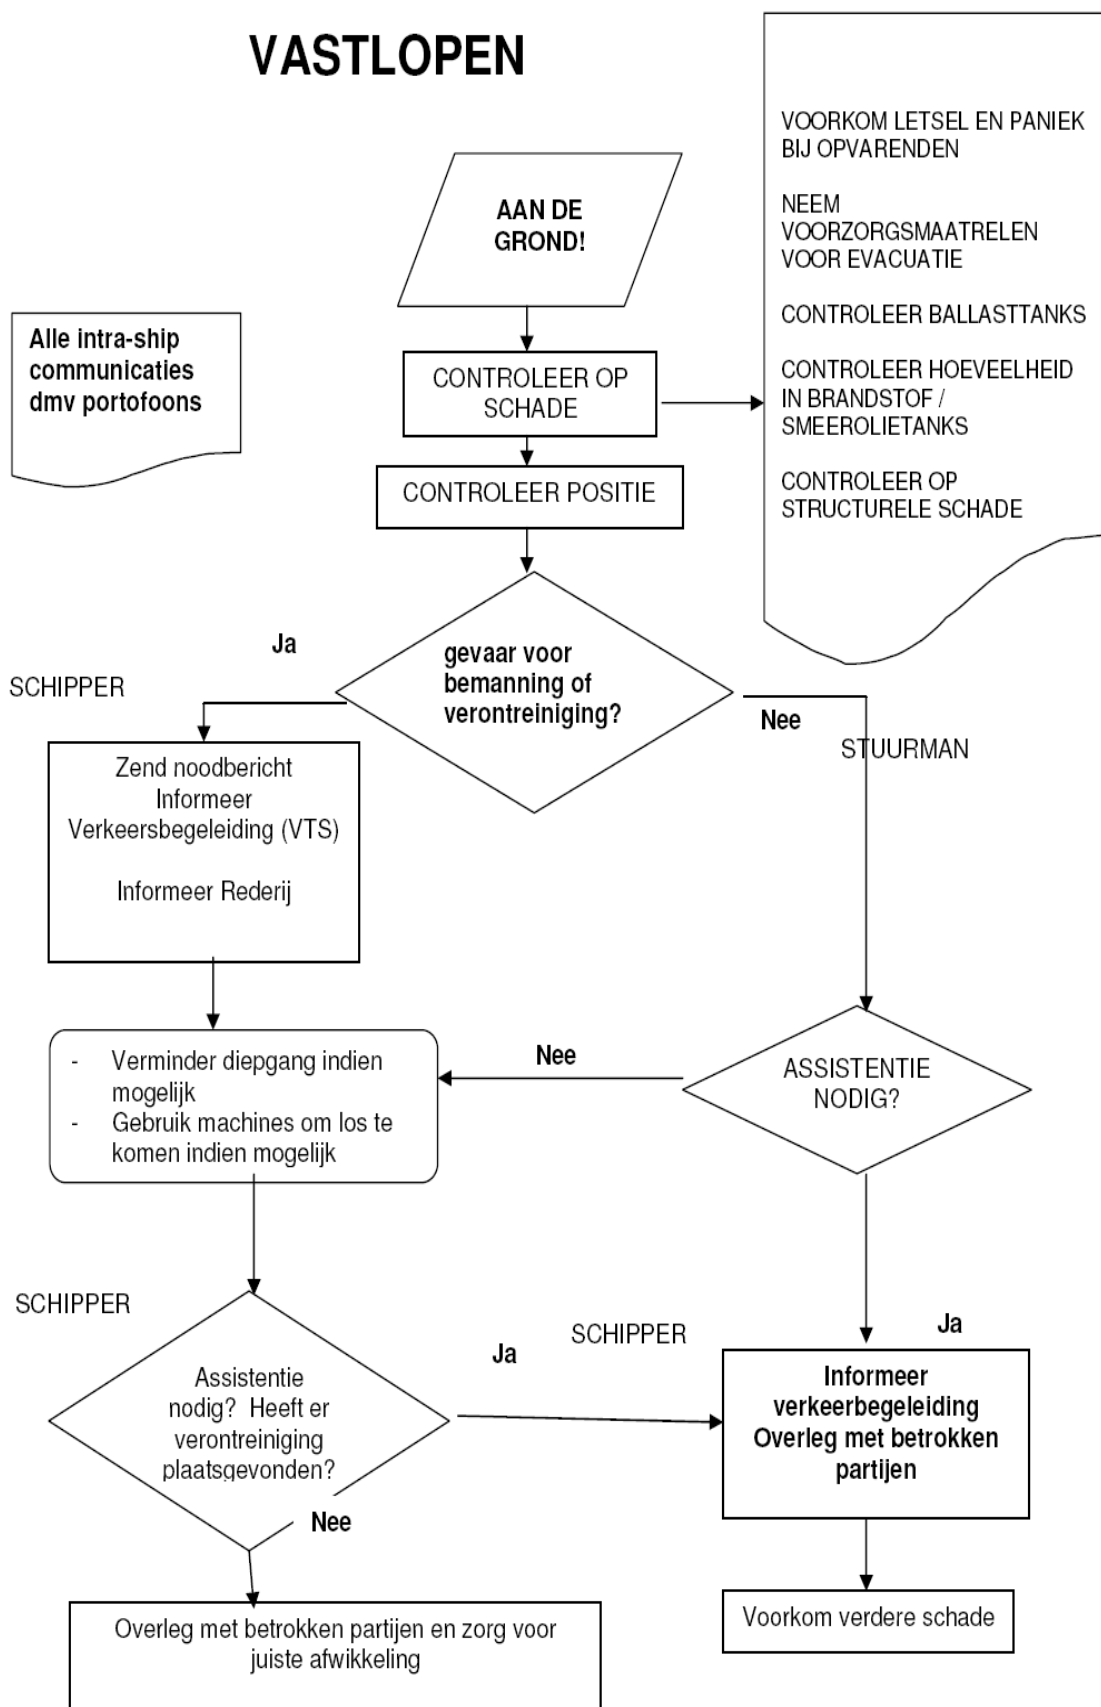 VASTLOPEN
VOORKOM LETSEL EN PANIEK
BIJ OPVARENDEN
NEEM
VOORZORGSMAATRELEN
VOOR EVACUATIE
CONTROLEER BALLASTTANKS
CONTROLEER HOEVEELHEID
IN BRANDSTOF /
SMEEROLIETANKS
CONTROLEER OP
STRUCTURELE SCHADE
AAN DE
GROND!
Alle intra-ship
communicaties
dmv portofoons
CONTROLEER OP
SCHADE
CONTROLEER POSITIE
gevaar voor
bemanning of
verontreiniging?
Ja
SCHIPPER
Nee
STUURMAN
Zend noodbericht
Informeer
Verkeersbegeleiding (VTS)
Informeer Rederij
- Verminder diepgang indien
mogelijk
- Gebruik machines om los te
komen indien mogelijk
Nee
ASSISTENTIE
NODIG?
SCHIPPER
Assistentie
nodig? Heeft er
verontreiniging
plaatsgevonden?
Ja
SCHIPPER
Ja
Informeer
verkeerbegeleiding
Overleg met betrokken
partijen
Nee
Overleg met betrokken partijen en zorg voor
juiste afwikkeling
Voorkom verdere schade